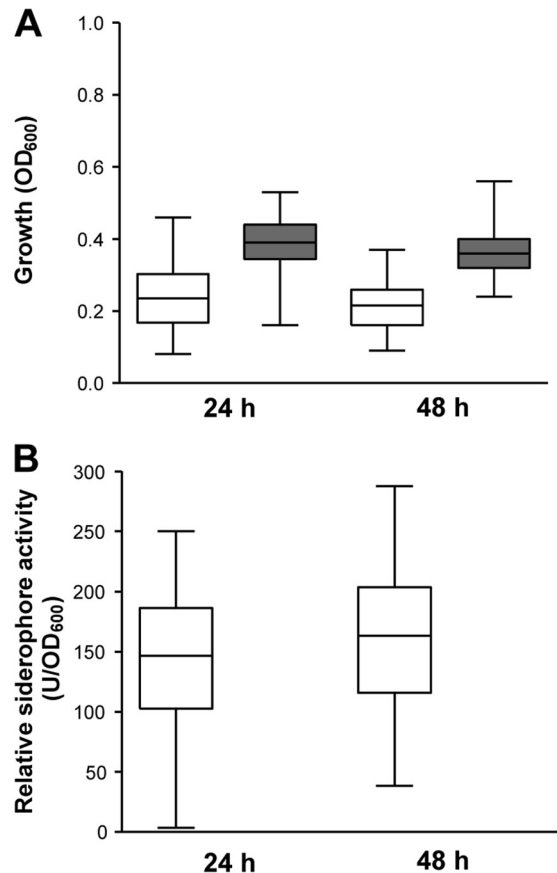 A
Growth (OD600)
1.0
0.8
0.6
0.4
0.2
0.0
24 h
48 h
B
Relative siderophore activity
(U/OD600)
300
250
200
150
100
50
0
24 h
48 h